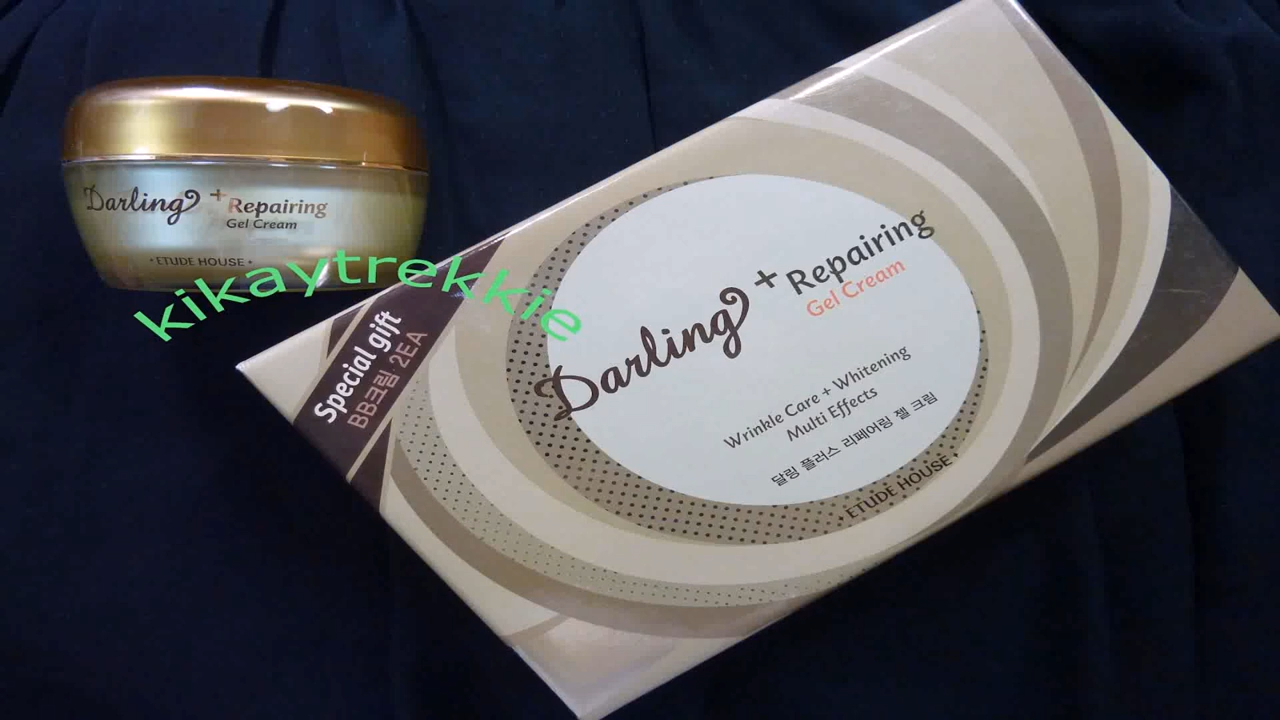 Darling + Repairing
Gel Cream
• ETUDE HOUSE •
kikaytrekkie
Special gift
BB크림 2EA
Darling + Repairing
Gel Cream
Wrinkle Care + Whitening
Multi Effects
달링 플러스 리페어링 젤 크림
• ETUDE HOUSE •